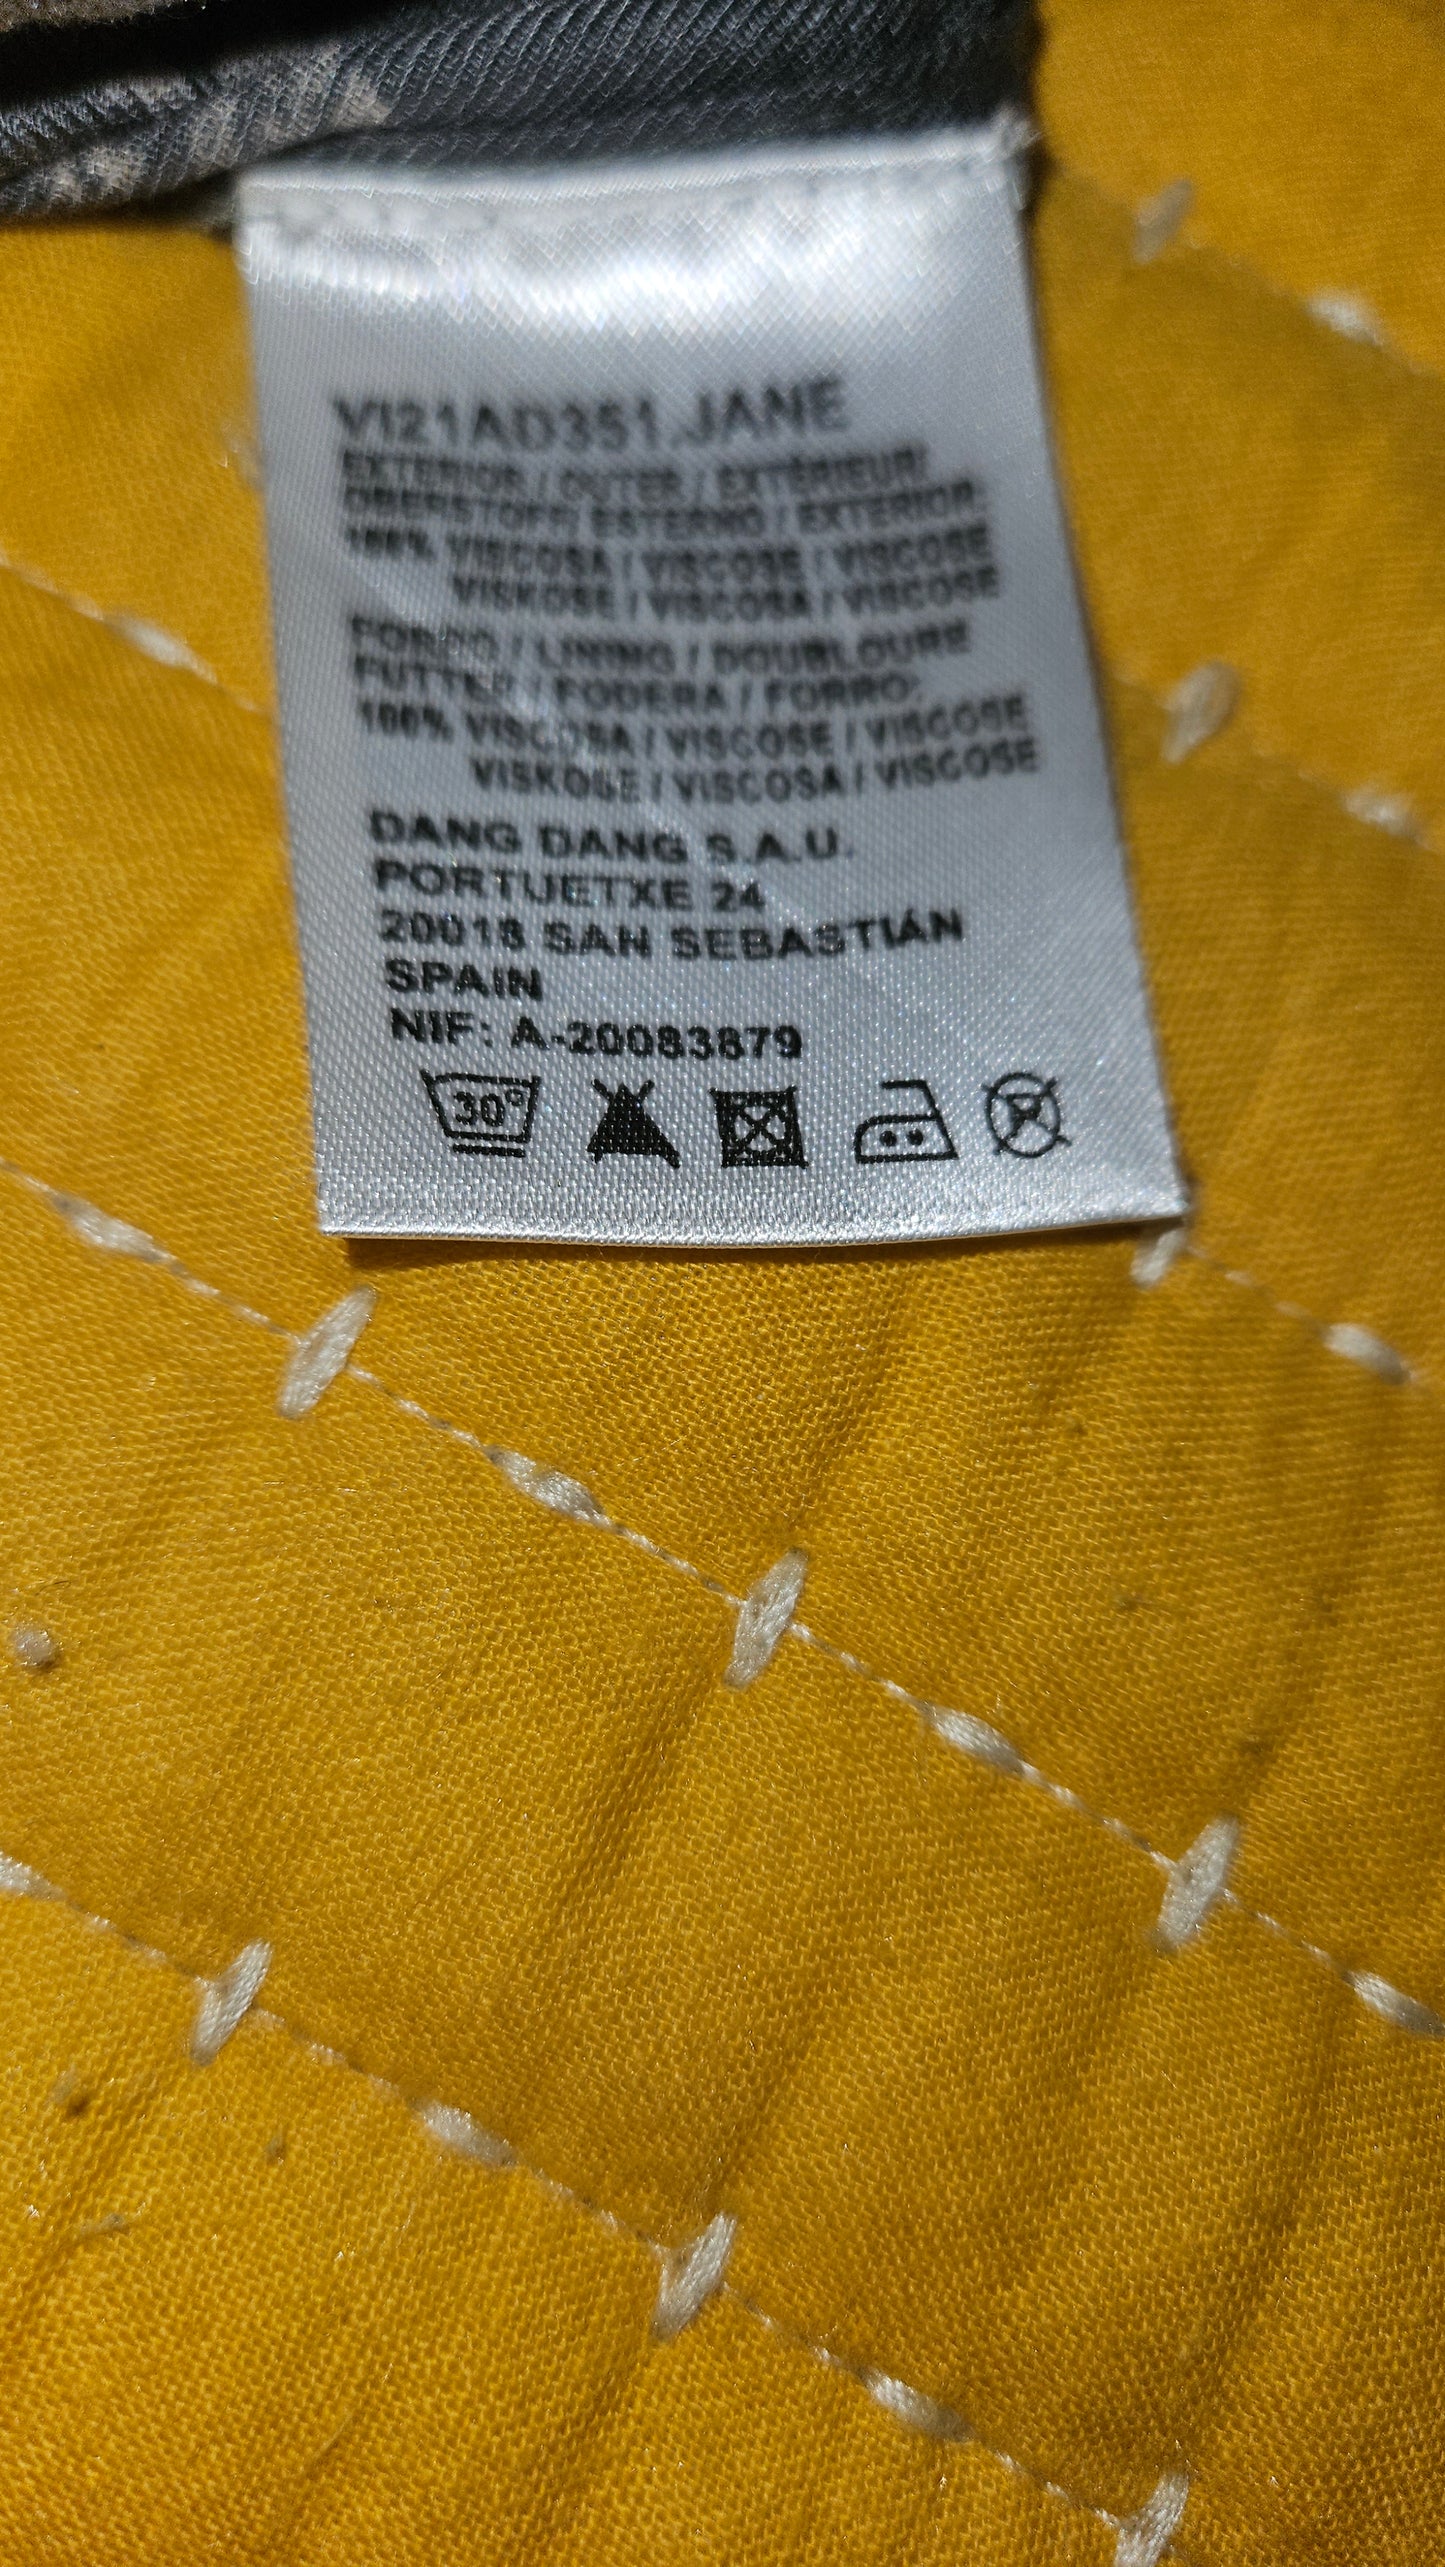 VI21AD351 JANE
EXTERIOR / OUTER / EXTÉRIEUR/
OBERSTOFF/ ESTERNO / EXTERIOR
100% VISCOSA / VISCOSE / VISCOSE
VISKOSE / VISCOSA / VISCOSE
FORRO / LINING / DOUBLOURE
FUTTER / FODERA / FORRO:
100% VISCOSA / VISCOSE / VISCOSE
VISKOSE / VISCOSA / VISCOSE
DANG DANG S.A.U.
PORTUETXE 24
20018 SAN SEBASTIÁN
SPAIN
NIF: A-20083879
30°